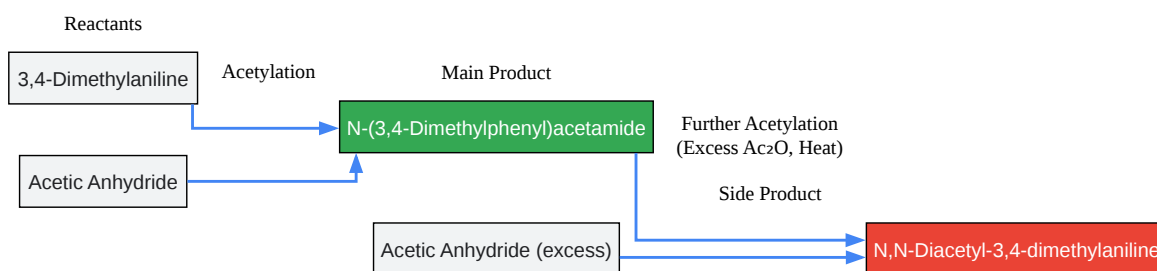 Reactants
3,4-Dimethylaniline
Acetylation
Main Product
N-(3,4-Dimethylphenyl)acetamide
Further Acetylation
(Excess Ac₂O, Heat)
Acetic Anhydride
Side Product
Acetic Anhydride (excess)
N,N-Diacetyl-3,4-dimethylaniline